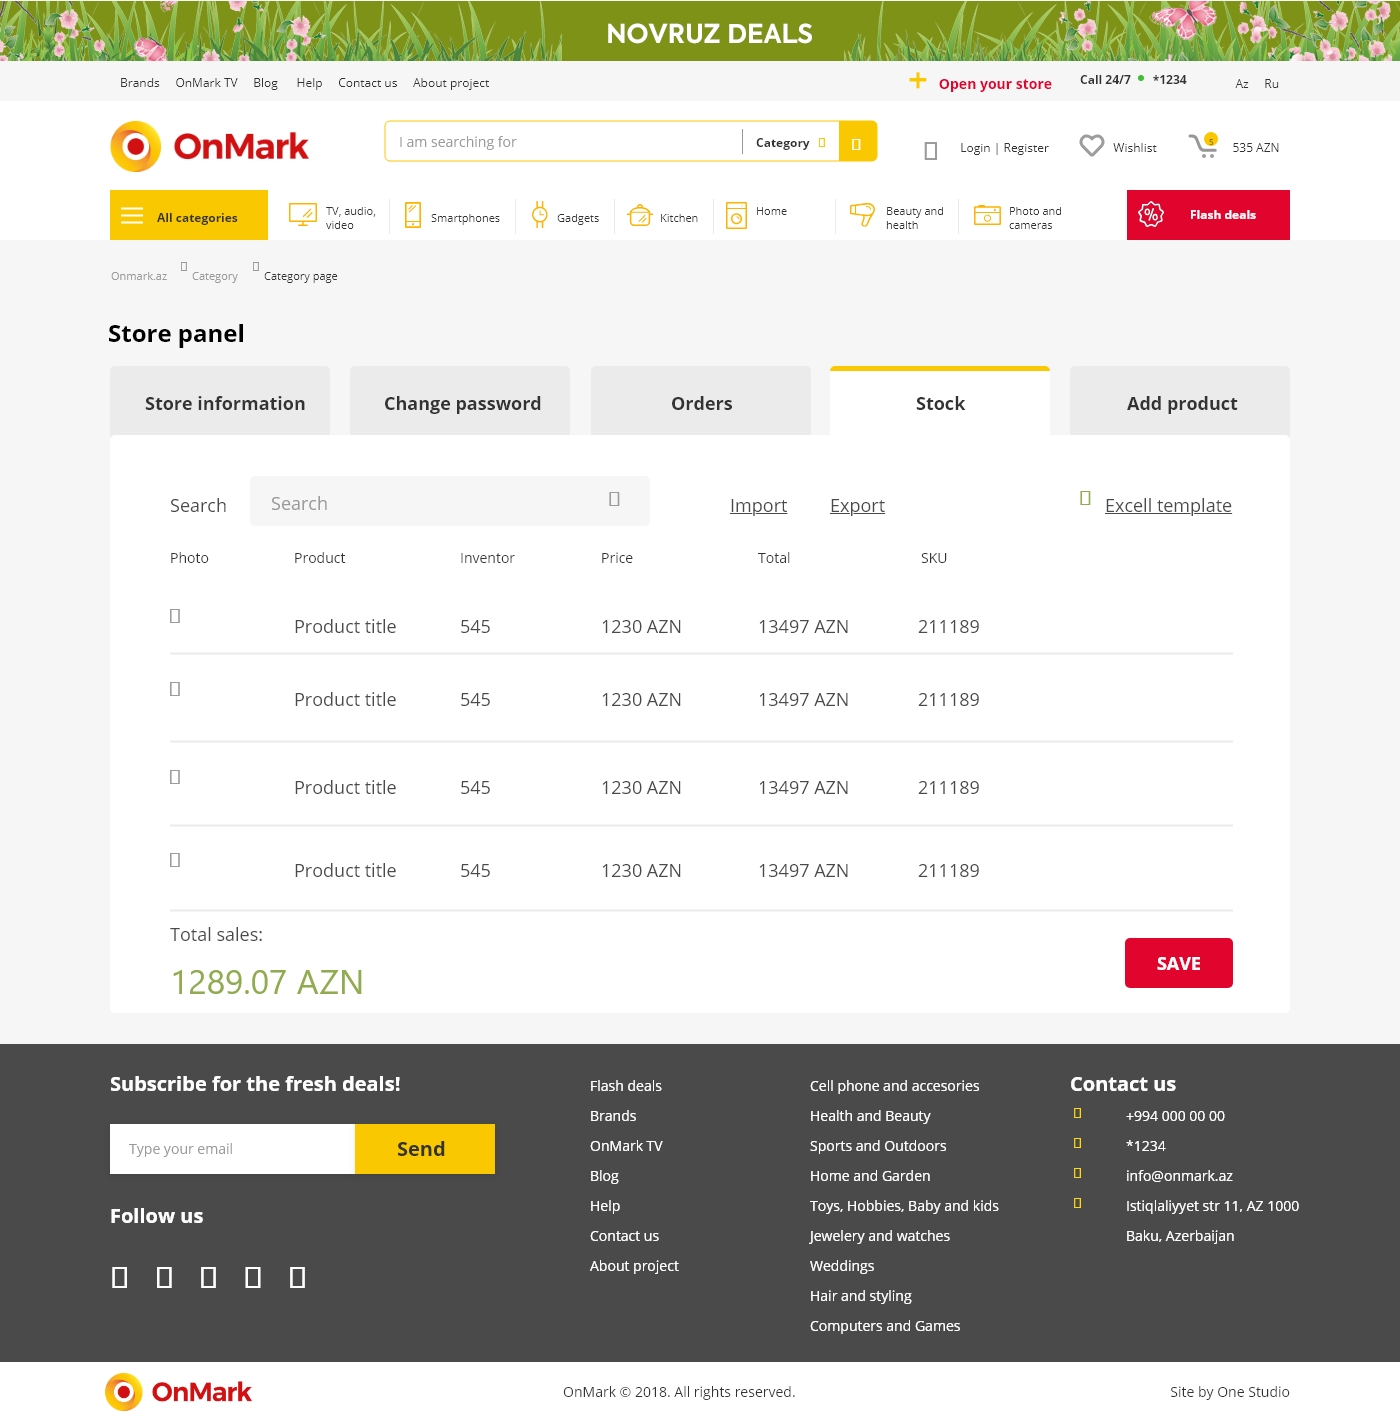 NOVRUZ DEALS
Brands OnMark TV Blog Help Contact us About project Open your store Call 24/7 *1234 Az Ru
OnMark I am searching for Category Login | Register Wishlist 5 535 AZN
All categories TV, audio, video Smartphones Gadgets Kitchen Home Beauty and health Photo and cameras % Flash deals
Onmark.az Category Category page
Store panel
Store information Change password Orders Stock Add product
Search Search Import Export Excell template
Photo Product Inventor Price Total SKU
Product title 545 1230 AZN 13497 AZN 211189
Product title 545 1230 AZN 13497 AZN 211189
Product title 545 1230 AZN 13497 AZN 211189
Product title 545 1230 AZN 13497 AZN 211189
Total sales:
1289.07 AZN
SAVE
Subscribe for the fresh deals!
Type your email Send
Follow us
Flash deals
Brands
OnMark TV
Blog
Help
Contact us
About project
Cell phone and accesories
Health and Beauty
Sports and Outdoors
Home and Garden
Toys, Hobbies, Baby and kids
Jewelery and watches
Weddings
Hair and styling
Computers and Games
Contact us
+994 000 00 00
*1234
info@onmark.az
Istiqlaliyyet str 11, AZ 1000
Baku, Azerbaijan
OnMark OnMark © 2018. All rights reserved. Site by One Studio